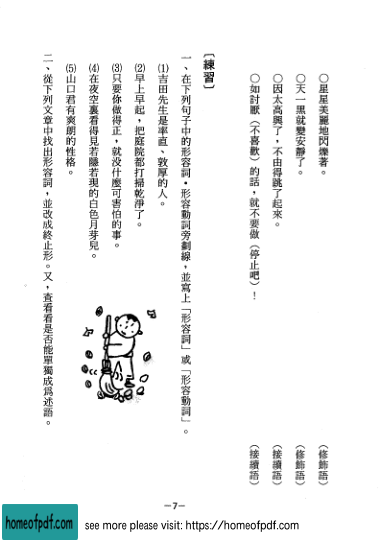 ○星星美麗地閃爍著。（修飾語）
○天一黑就變安靜了。（修飾語）
○因太高興了，不由得跳了起來。（接續語）
○如討厭（不喜歡）的話，就不要做（停止吧）！（接續語）
〔練習〕
一、在下列句子中的形容詞・形容動詞旁劃線，並寫上「形容詞」或「形容動詞」。
⑴吉田先生是率直、敦厚的人。
⑵早上早起，把庭院都打掃乾淨了。
⑶只要你做得正，就没什麼可害怕的事。
⑷在夜空裏看得見若隱若現的白色月芽兒。
⑸山口君有爽朗的性格。
二、從下列文章中找出形容詞，並改成終止形。又，查看看是否能單獨成爲述語。
—7—
homeofpdf.com
see more please visit: https://homeofpdf.com